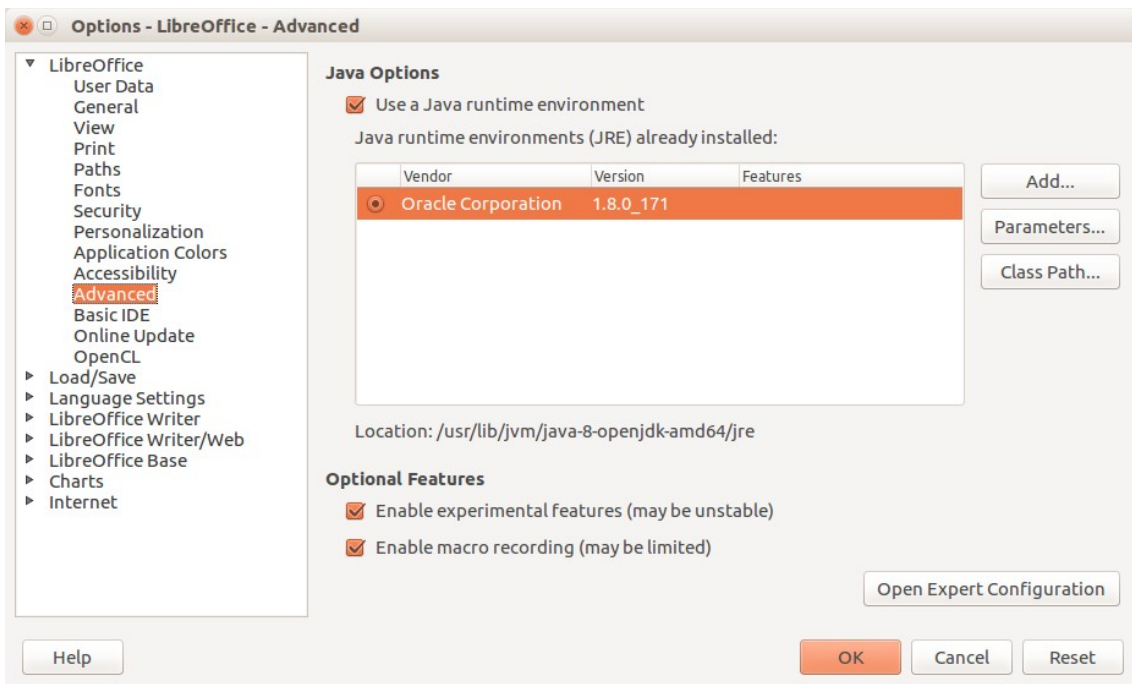 Options - LibreOffice - Advanced
LibreOffice
User Data
General
View
Print
Paths
Fonts
Security
Personalization
Application Colors
Accessibility
Advanced
Basic IDE
Online Update
OpenCL
Load/Save
Language Settings
LibreOffice Writer
LibreOffice Writer/Web
LibreOffice Base
Charts
Internet
Java Options
Use a Java runtime environment
Java runtime environments (JRE) already installed:
Vendor Version Features
Oracle Corporation 1.8.0_171
Add...
Parameters...
Class Path...
Location: /usr/lib/jvm/java-8-openjdk-amd64/jre
Optional Features
Enable experimental features (may be unstable)
Enable macro recording (may be limited)
Open Expert Configuration
Help OK Cancel Reset